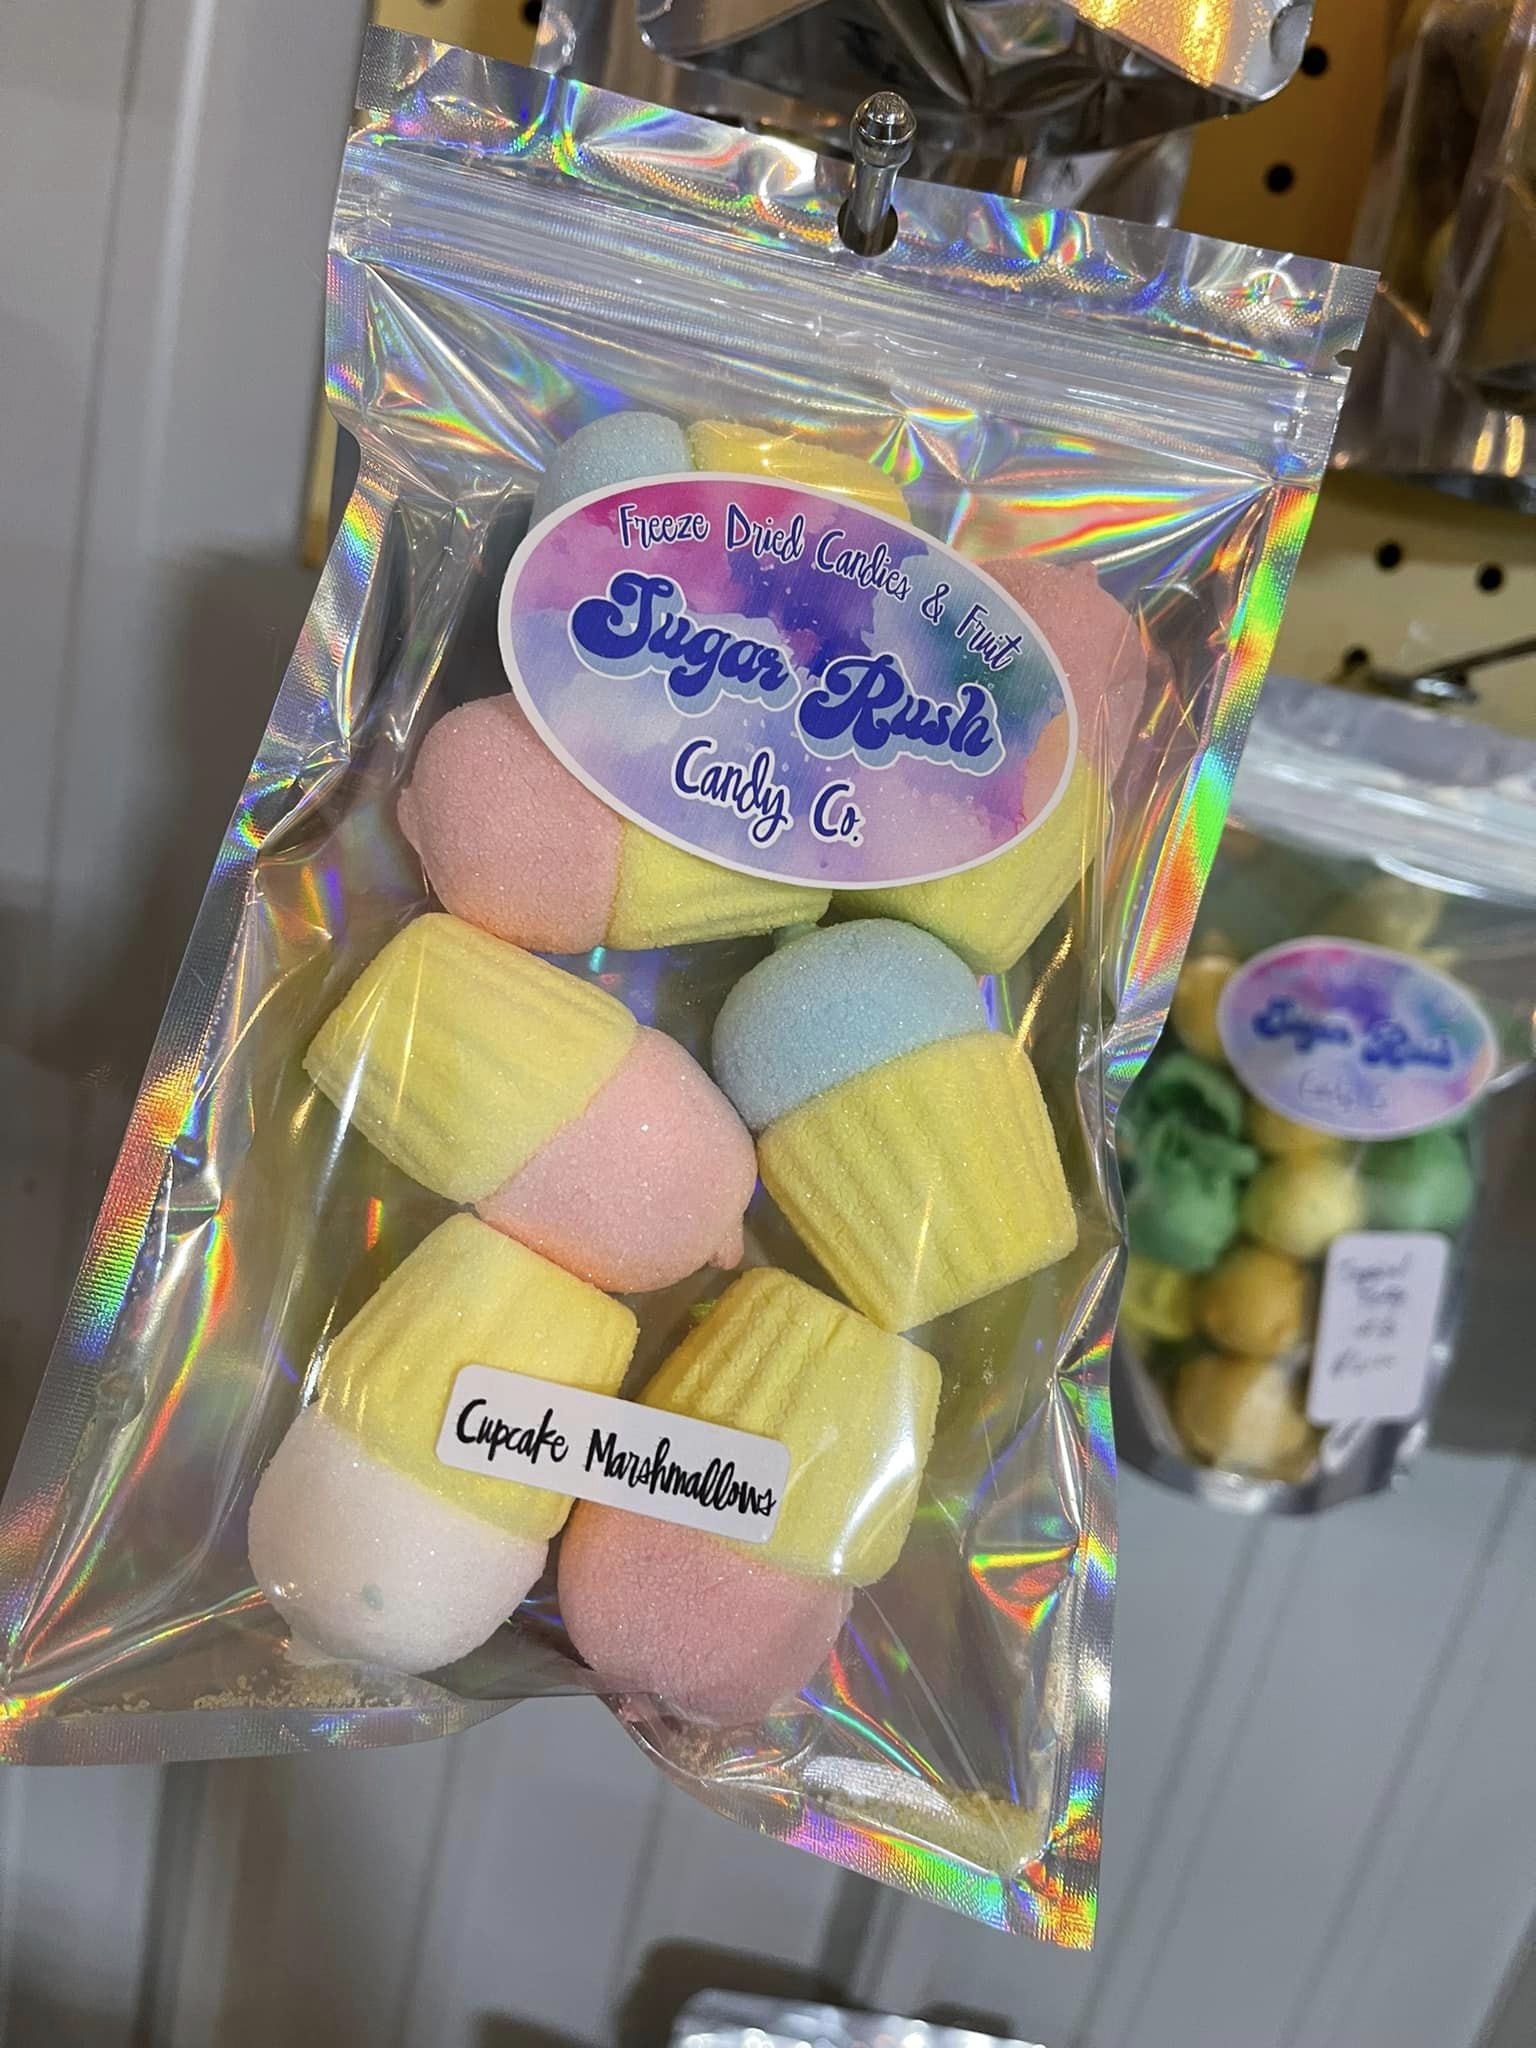 Freeze Dried Candies & Fruit
Sugar Rush
Candy Co.
Cupcake Marshmallows
Sugar Rush